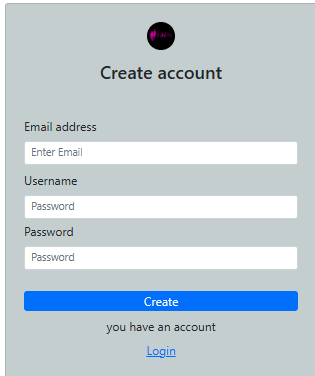 Create account
Email address
Enter Email
Username
Password
Password
Password
Create
you have an account
Login